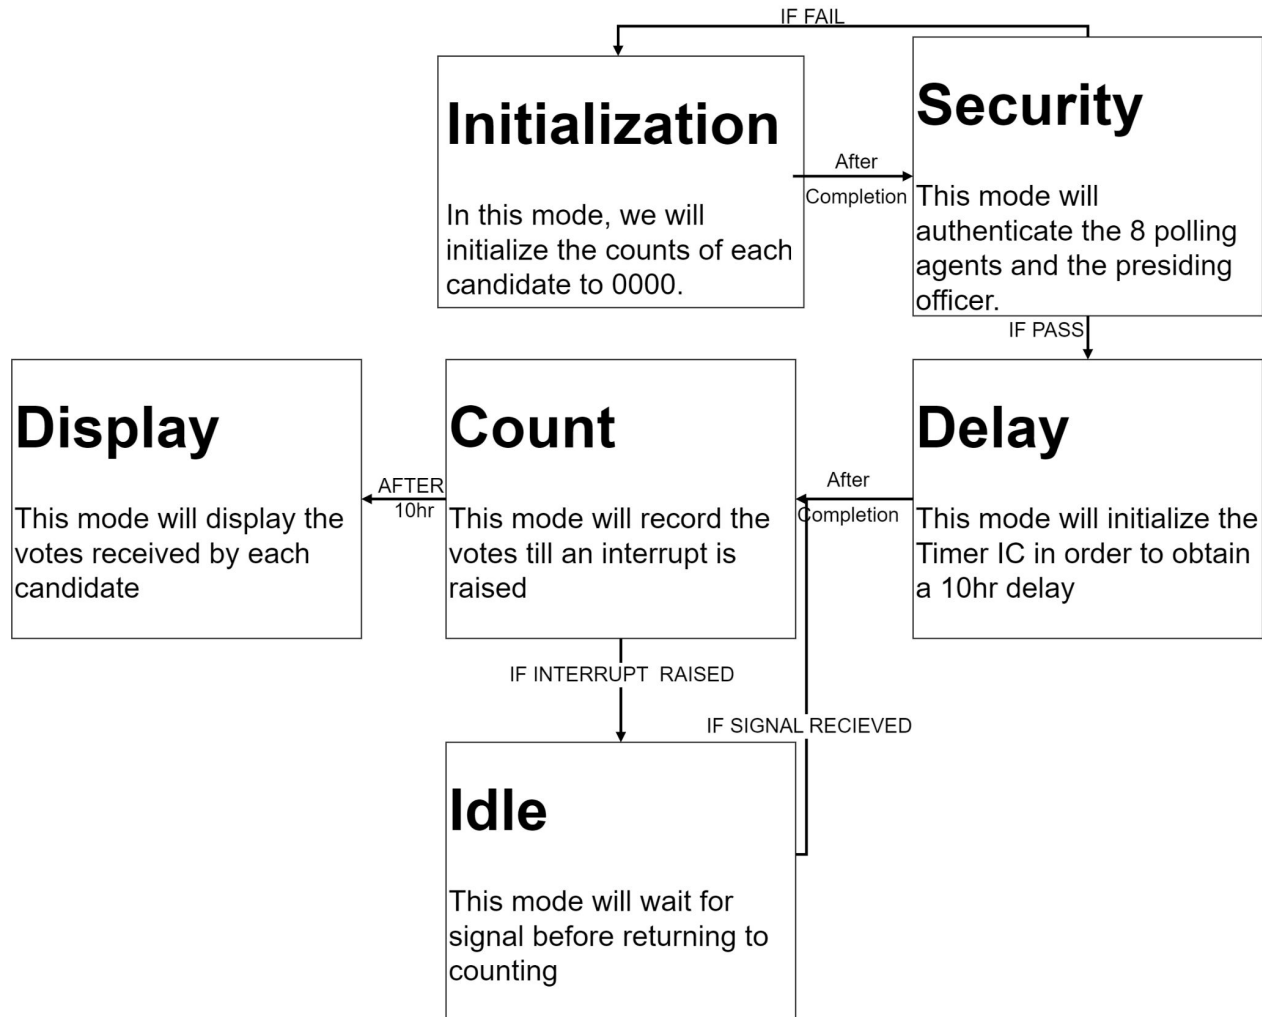 IF FAIL
Initialization
In this mode, we will
initialize the counts of each
candidate to 0000.
After
Completion
Security
This mode will
authenticate the 8 polling
agents and the presiding
officer.
IF PASS
Display
This mode will display the
votes received by each
candidate
AFTER
10hr
Count
This mode will record the
votes till an interrupt is
raised
After
Completion
Delay
This mode will initialize the
Timer IC in order to obtain
a 10hr delay
IF INTERRUPT  RAISED
IF SIGNAL RECIEVED
Idle
This mode will wait for
signal before returning to
counting